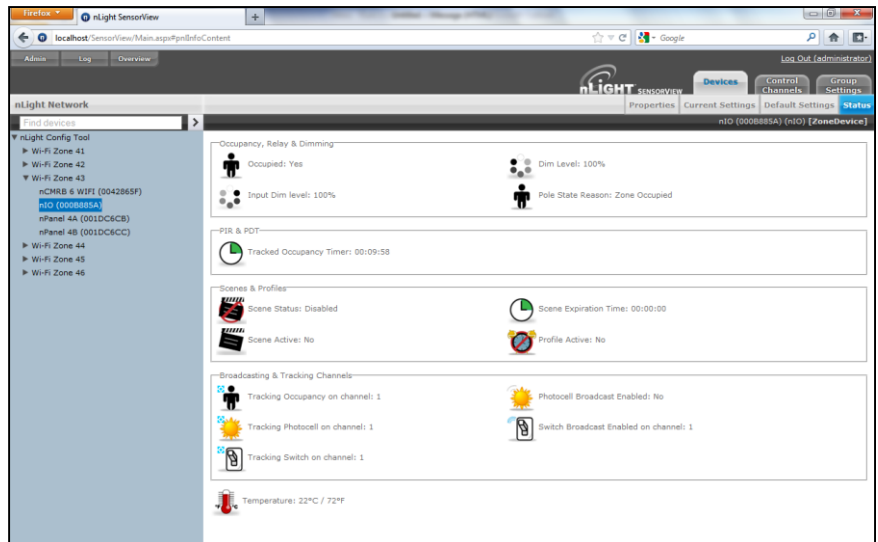 Firefox
nLight SensorView
localhost/SensorView/Main.aspx#pnlInfoContent
Google
Admin
Log
Overview
Log Out (administrator)
nLIGHT SENSORVIEW
Devices
Control Channels
Group Settings
nLight Network
Properties
Current Settings
Default Settings
Status
Find devices
nIO (000B885A) (nIO) [ZoneDevice]
nLight Config Tool
Wi-Fi Zone 41
Wi-Fi Zone 42
Wi-Fi Zone 43
nCMRB 6 WIFI (0042865F)
nIO (000B885A)
nPanel 4A (001DC6CB)
nPanel 4B (001DC6CC)
Wi-Fi Zone 44
Wi-Fi Zone 45
Wi-Fi Zone 46
Occupancy, Relay & Dimming
Occupied: Yes
Dim Level: 100%
Input Dim level: 100%
Pole State Reason: Zone Occupied
PIR & PDT
Tracked Occupancy Timer: 00:09:58
Scenes & Profiles
Scene Status: Disabled
Scene Expiration Time: 00:00:00
Scene Active: No
Profile Active: No
Broadcasting & Tracking Channels
Tracking Occupancy on channel: 1
Photocell Broadcast Enabled: No
Tracking Photocell on channel: 1
Switch Broadcast Enabled on channel: 1
Tracking Switch on channel: 1
Temperature: 22°C / 72°F